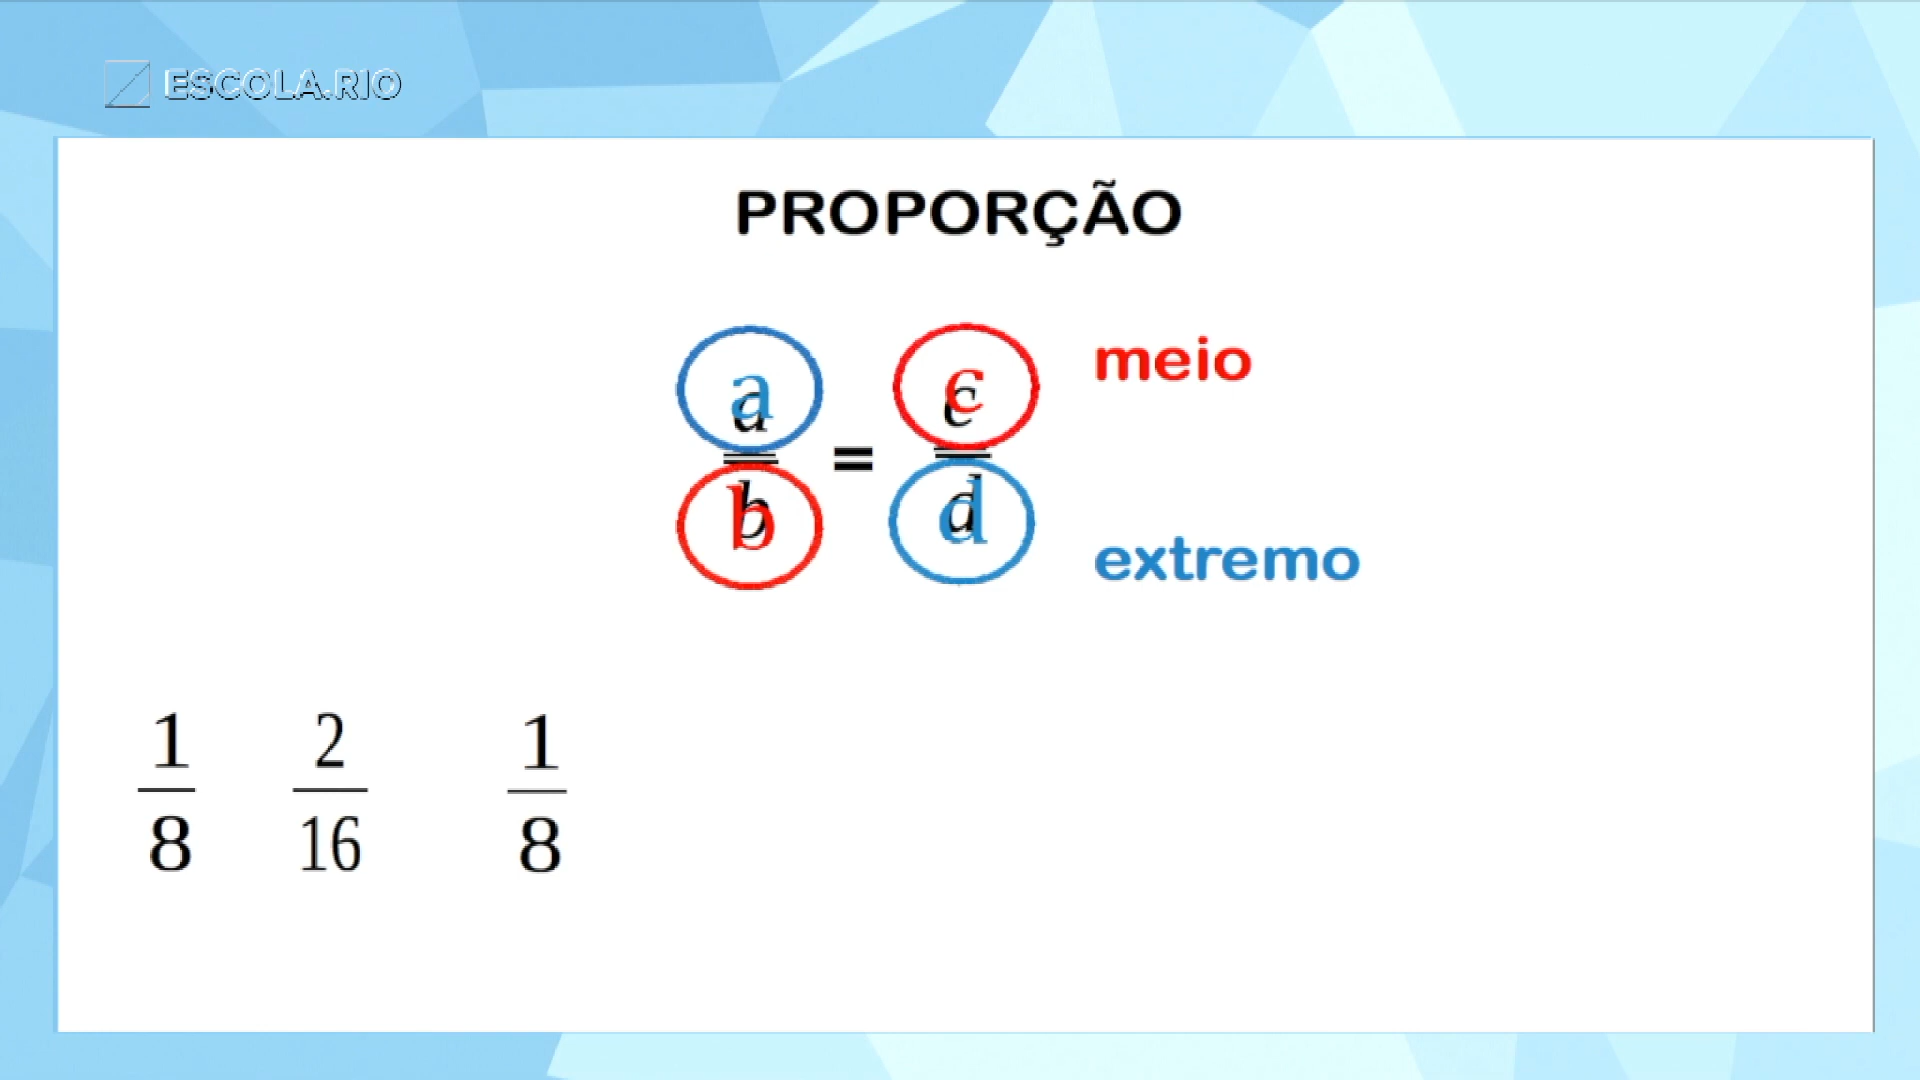 ESCOLA.RIO
PROPORÇÃO
a/b = c/d
meio
extremo
1/8 2/16 1/8